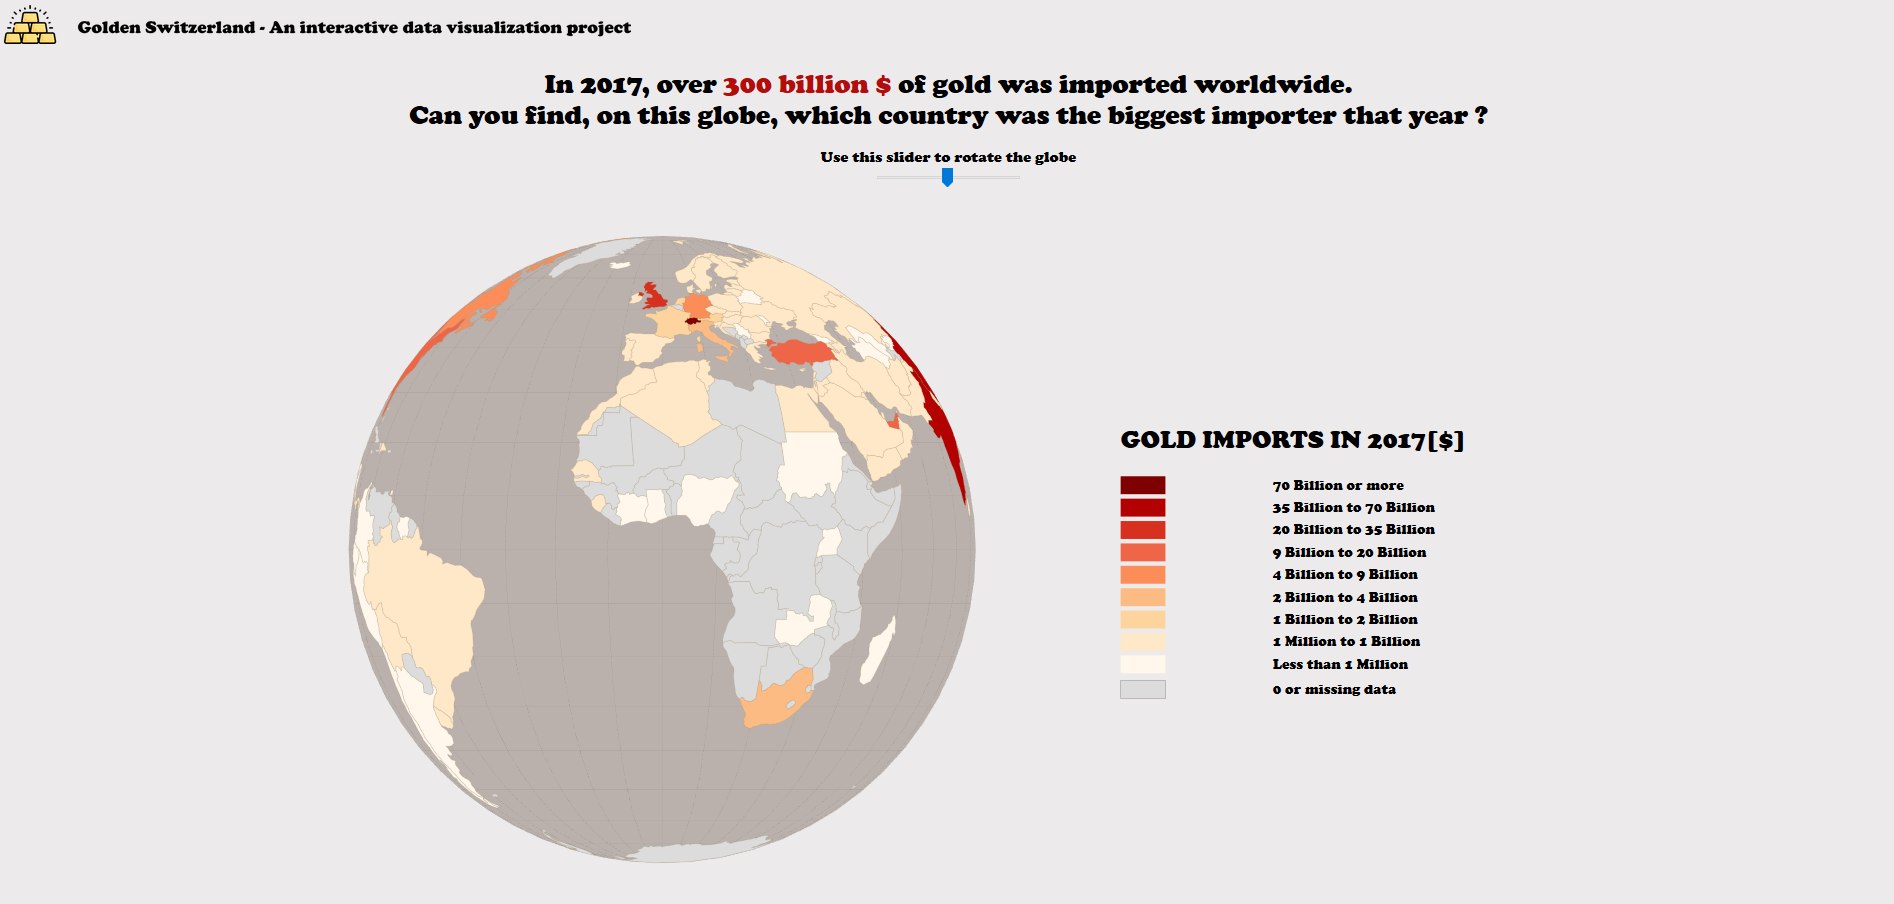 Golden Switzerland - An interactive data visualization project
In 2017, over 300 billion $ of gold was imported worldwide.
Can you find, on this globe, which country was the biggest importer that year ?
Use this slider to rotate the globe
GOLD IMPORTS IN 2017[$]
70 Billion or more
35 Billion to 70 Billion
20 Billion to 35 Billion
9 Billion to 20 Billion
4 Billion to 9 Billion
2 Billion to 4 Billion
1 Billion to 2 Billion
1 Million to 1 Billion
Less than 1 Million
0 or missing data